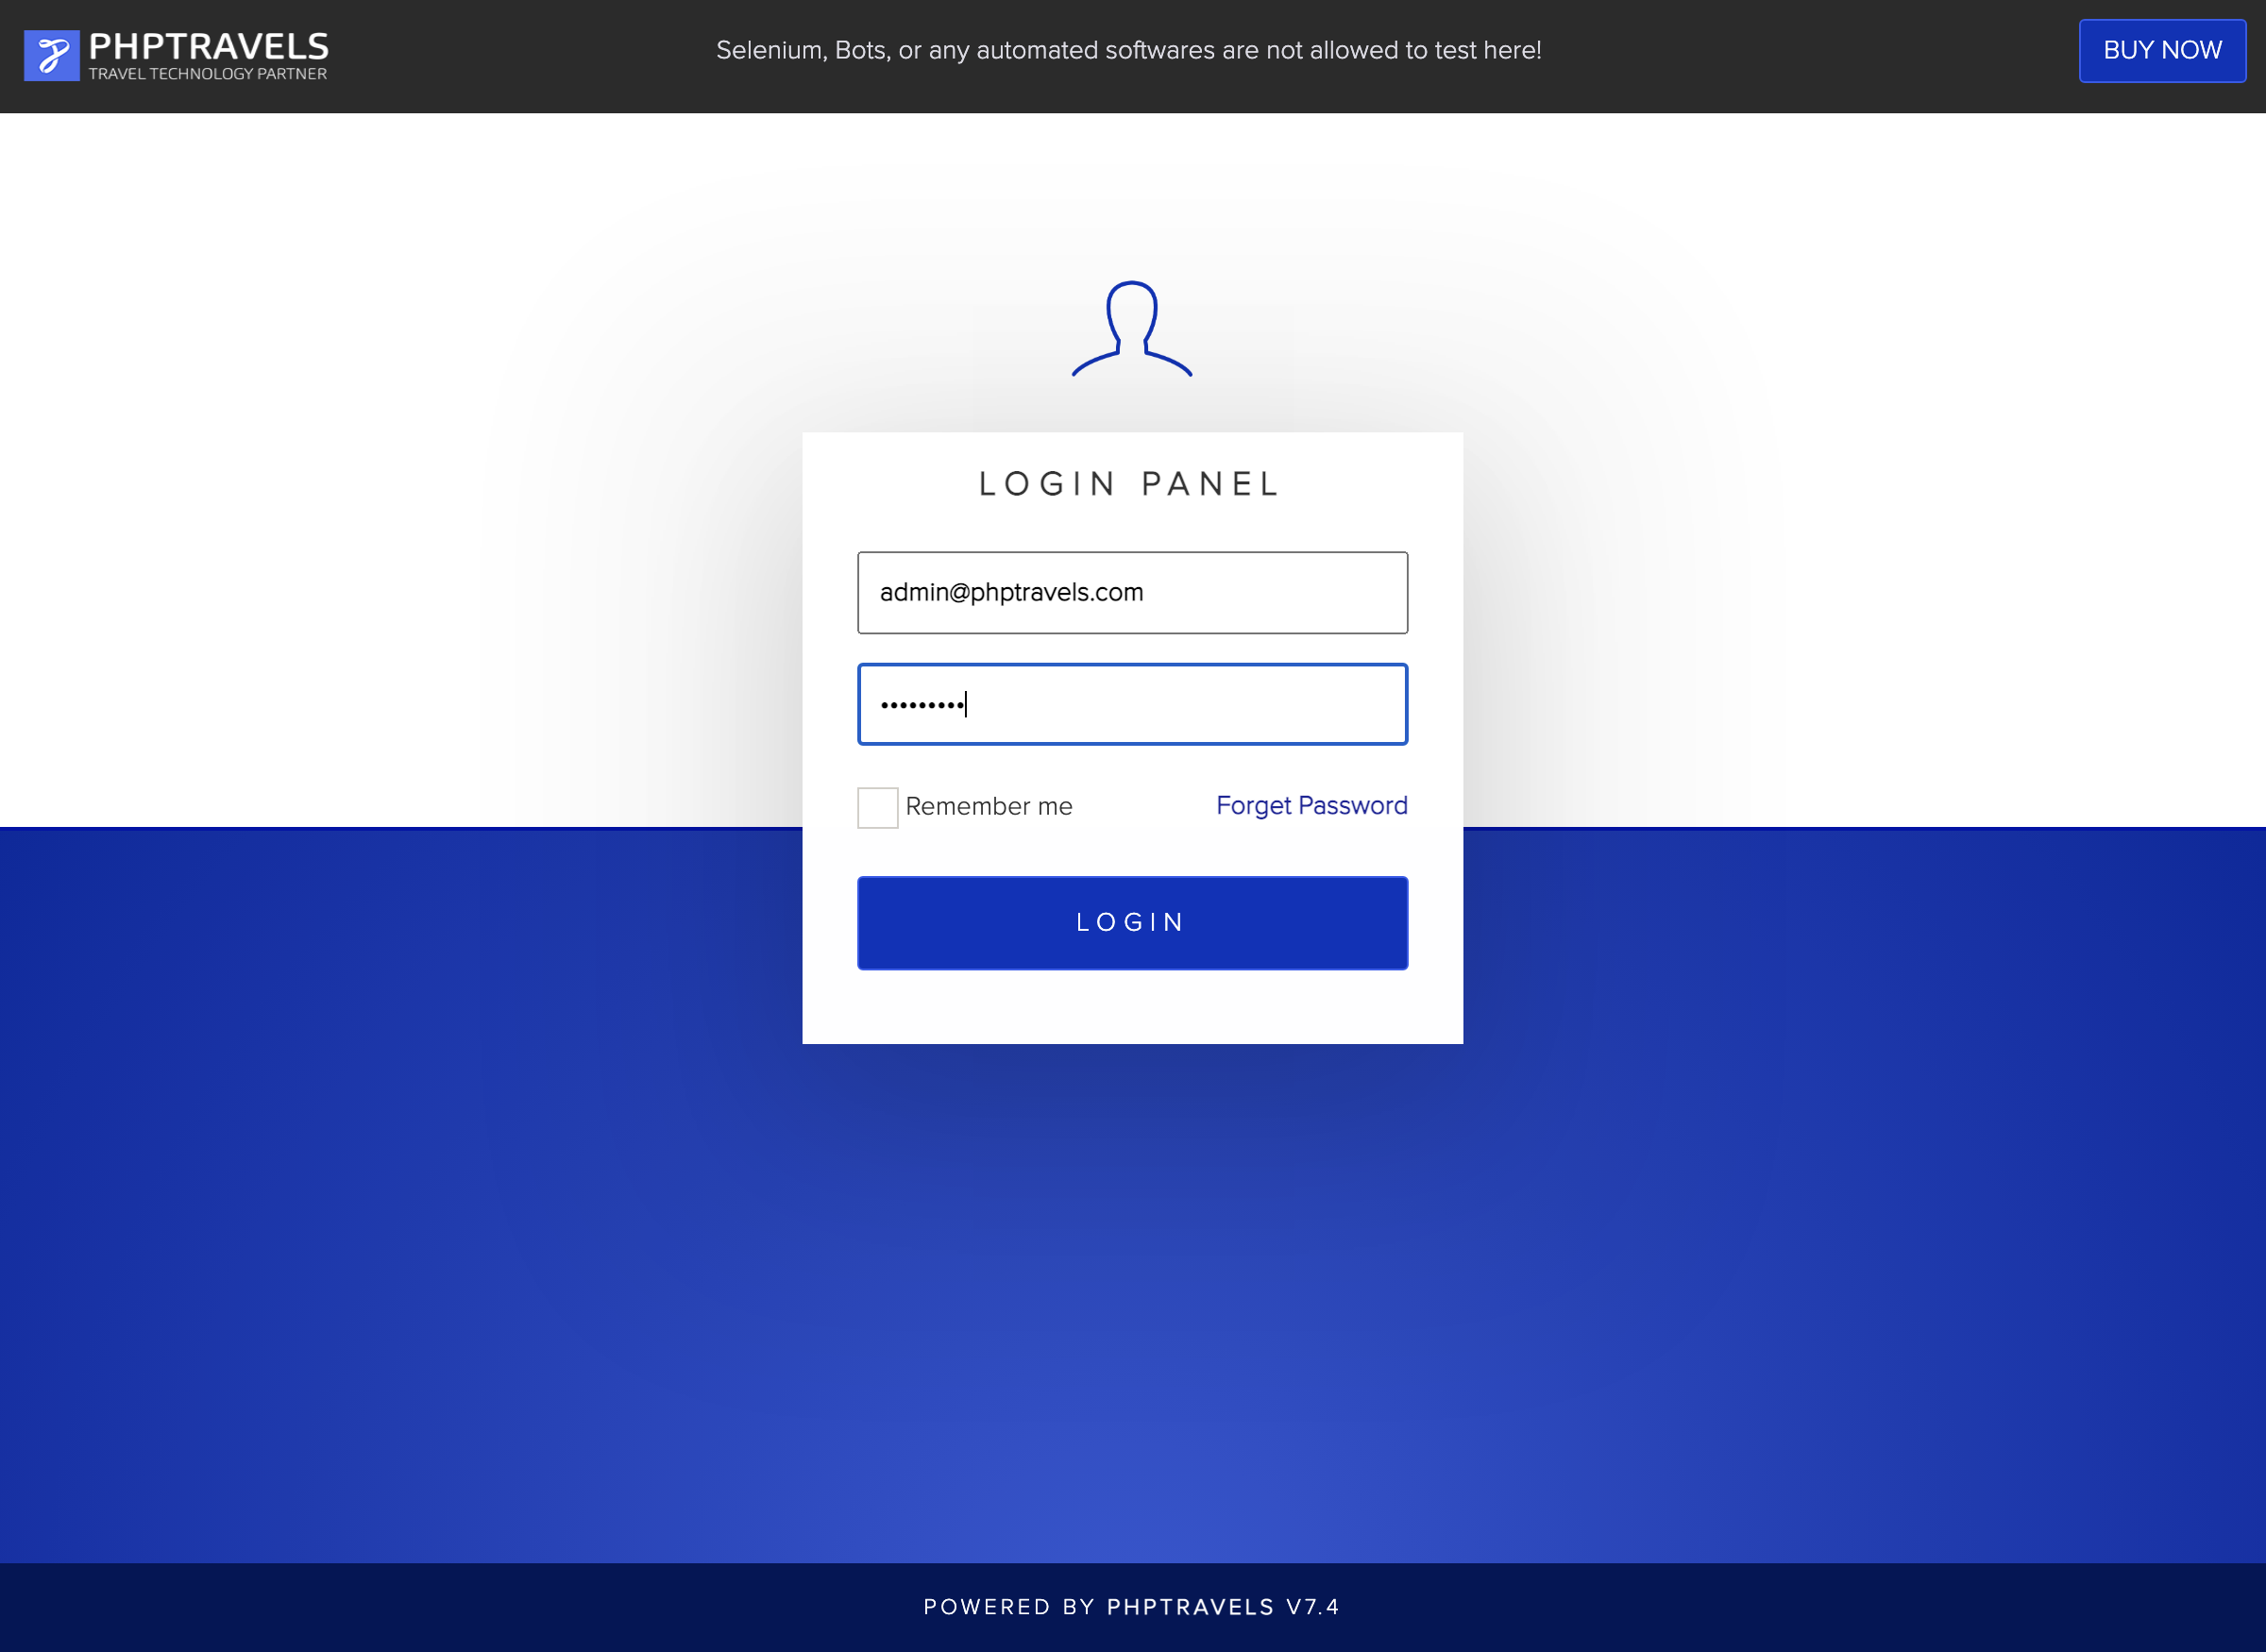 PHPTRAVELS
TRAVEL TECHNOLOGY PARTNER
Selenium, Bots, or any automated softwares are not allowed to test here!
BUY NOW
LOGIN PANEL
admin@phptravels.com
•••••••••
Remember me
Forget Password
LOGIN
POWERED BY PHPTRAVELS V7.4